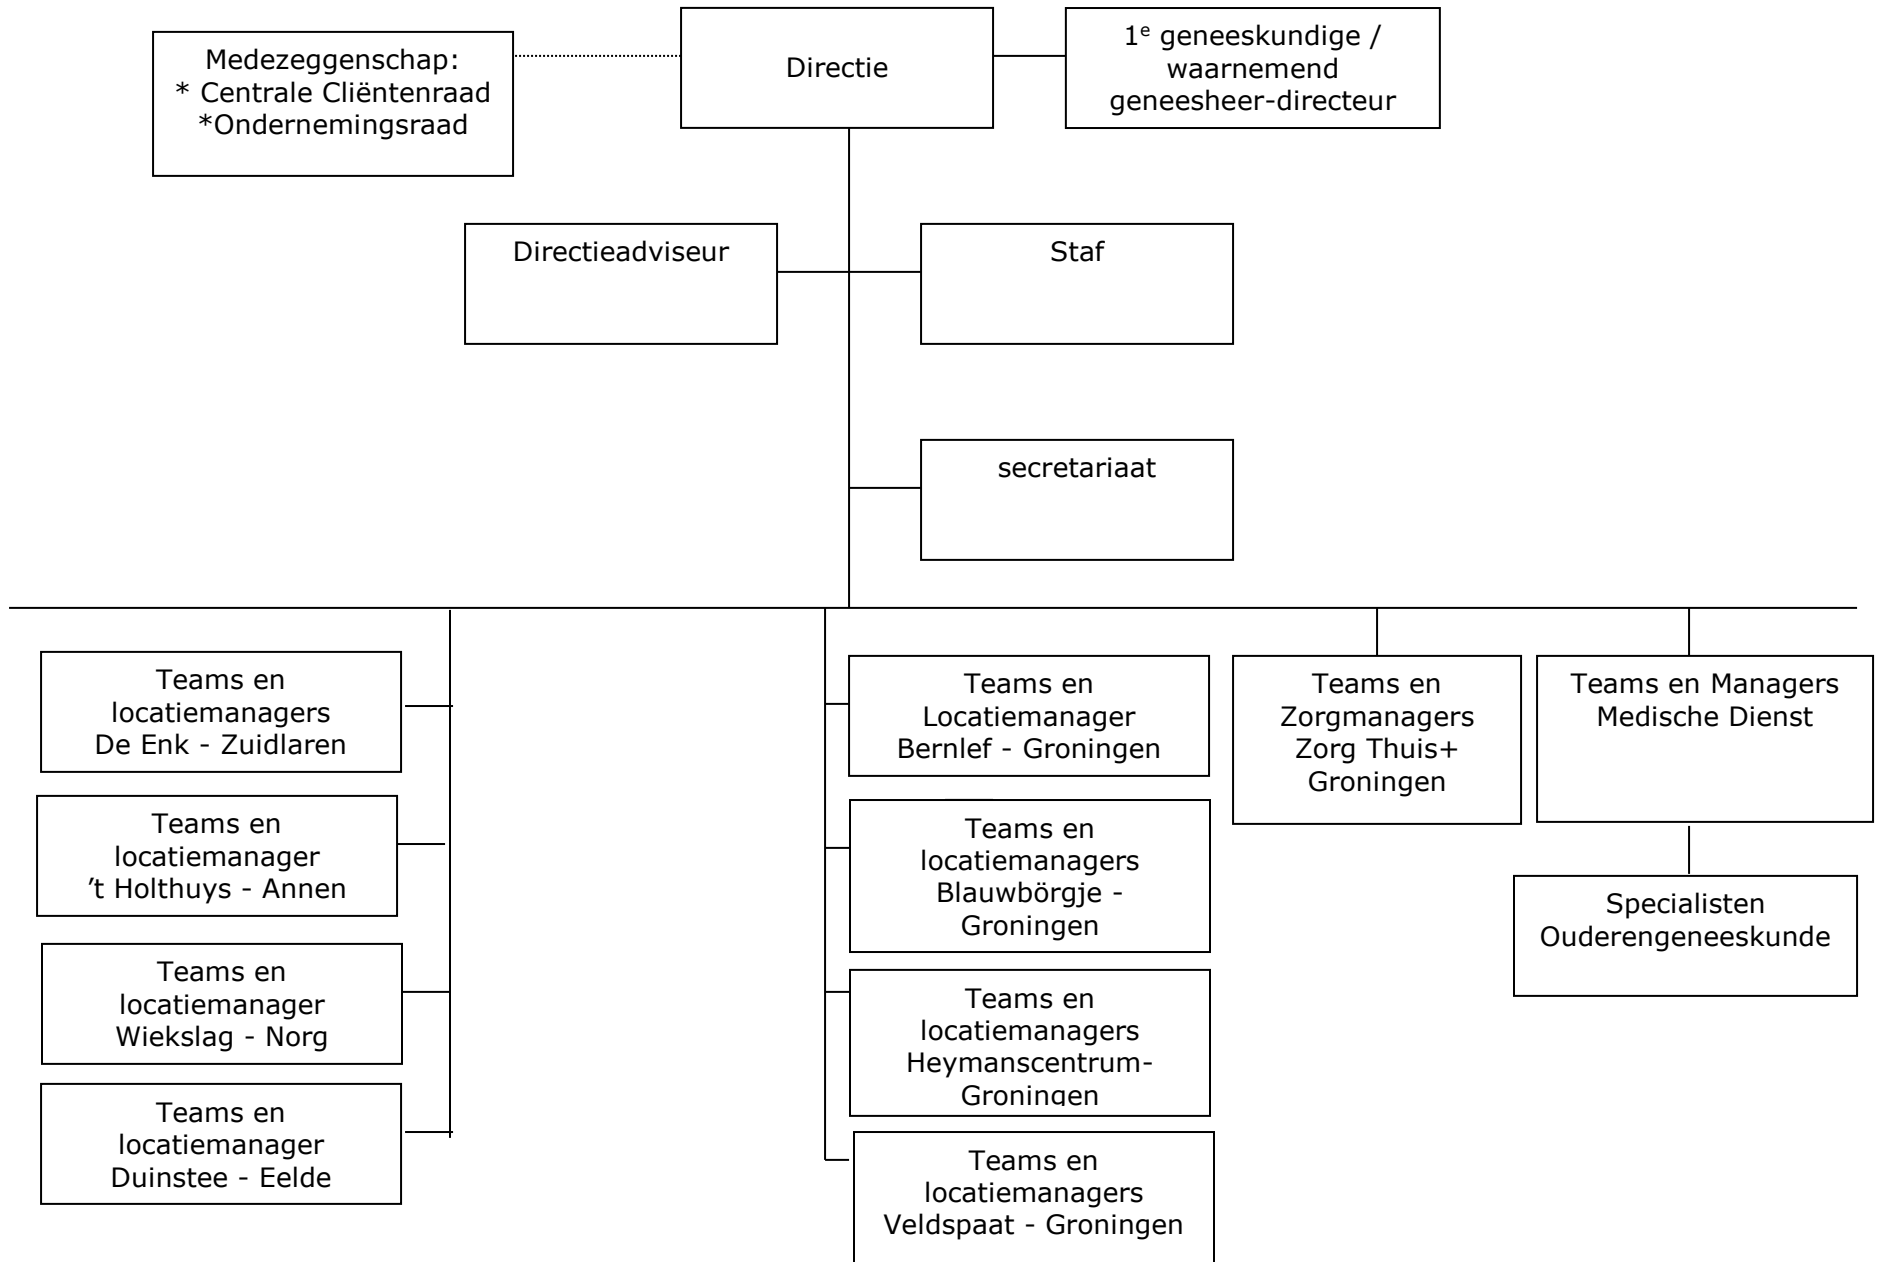 Medezeggenschap:
* Centrale Cliëntenraad
*Ondernemingsraad
Directie
1e geneeskundige /
waarnemend
geneesheer-directeur
Directieadviseur
Staf
secretariaat
Teams en
locatiemanagers
De Enk - Zuidlaren
Teams en
locatiemanager
’t Holthuys - Annen
Teams en
locatiemanager
Wiekslag - Norg
Teams en
locatiemanager
Duinstee - Eelde
Teams en
Locatiemanager
Bernlef - Groningen
Teams en
locatiemanagers
Blauwbörgje -
Groningen
Teams en
locatiemanagers
Heymanscentrum-
Groningen
Teams en
locatiemanagers
Veldspaat - Groningen
Teams en
Zorgmanagers
Zorg Thuis+
Groningen
Teams en Managers
Medische Dienst
Specialisten
Ouderengeneeskunde